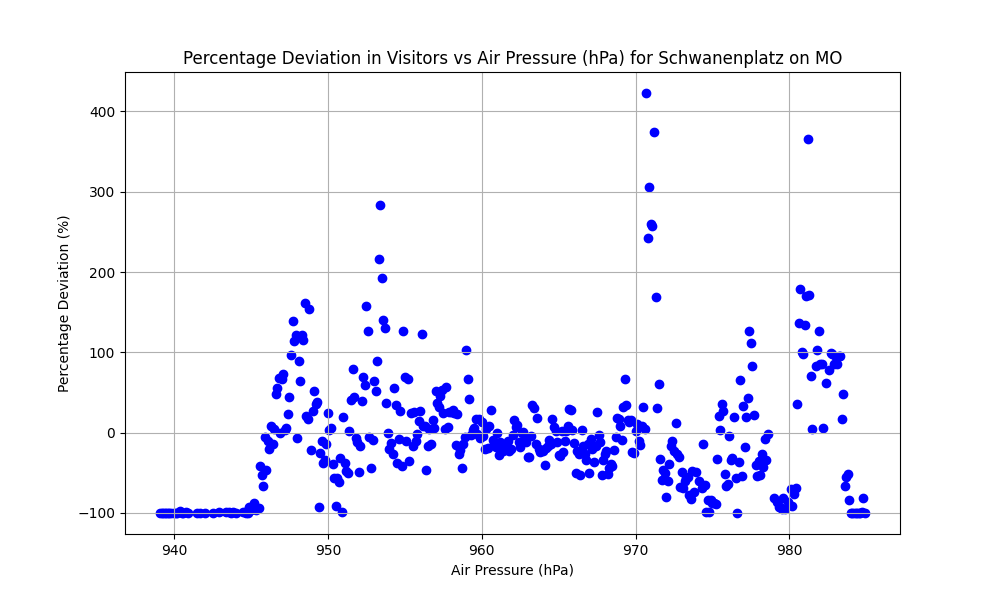 Percentage Deviation in Visitors vs Air Pressure (hPa) for Schwanenplatz on MO
Percentage Deviation (%)
400
300
200
100
0
−100
940 950 960 970 980
Air Pressure (hPa)